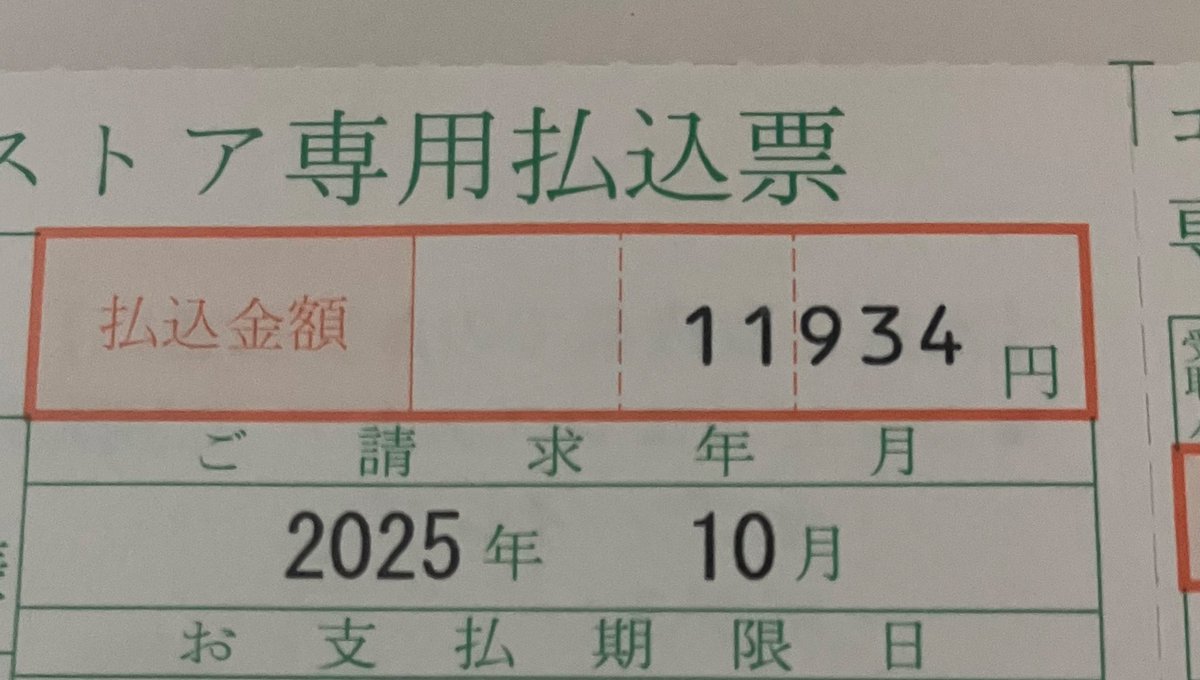 ストア専用払込票
払込金額 11934 円
ご請求年月
2025年 10月
お支払期限日